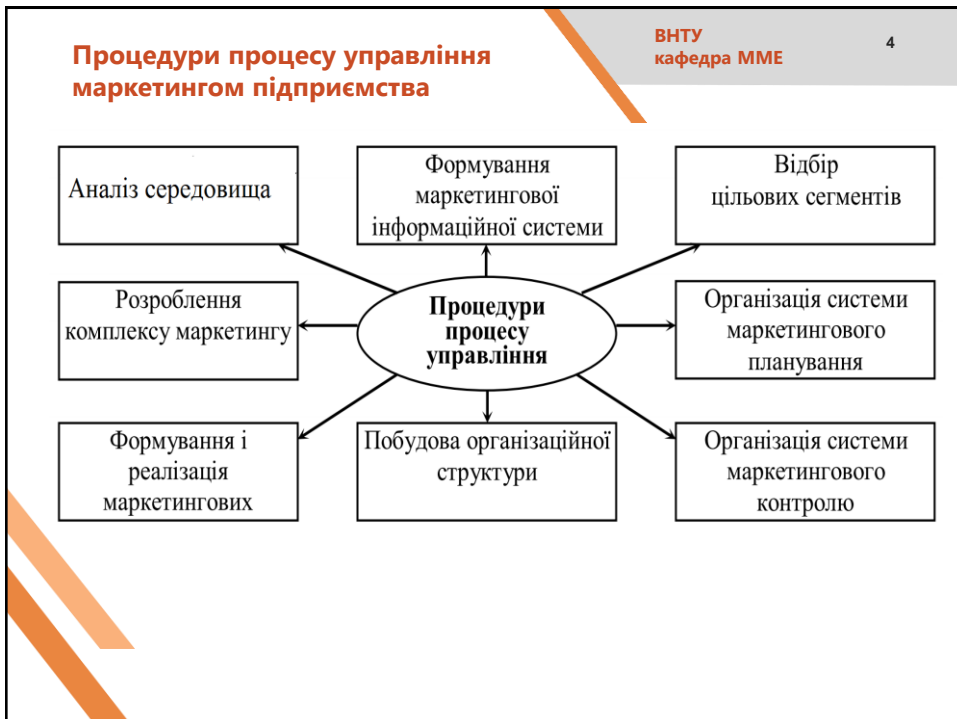 Процедури процесу управління
маркетингом підприємства
ВНТУ
кафедра ММЕ
4
Аналіз середовища
Формування
маркетингової
інформаційної системи
Відбір
цільових сегментів
Розроблення
комплексу маркетингу
Процедури
процесу
управління
Організація системи
маркетингового
планування
Формування і
реалізація
маркетингових
Побудова організаційної
структури
Організація системи
маркетингового
контролю